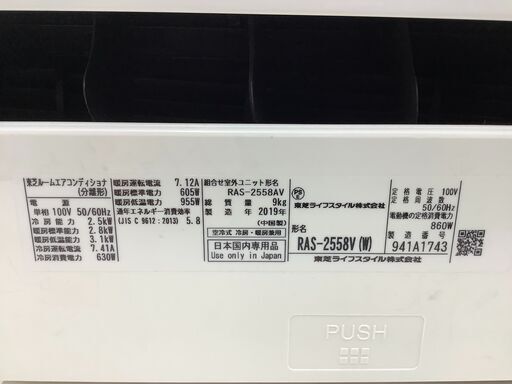 東芝ルームエアコンディショナ
(分離形)
電源
単相 100V 50/60Hz
冷房能力 2.5kW
暖房標準能力 2.8kW
暖房低温能力 3.1kW
冷房運転電流 7.41A
冷房消費電力 630W
暖房運転電流 7.12A
暖房標準電力 605W
暖房低温電力 955W
通年エネルギー消費効率
(JIS C 9612:2013) 5.8
組合せ室外ユニット形名
RAS-2558AV
総質量 9kg
製造年 2019年
(中国製)
空冷式 冷房・暖房兼用
日本国内専用品
Use only in Japan
PS
E
東芝ライフスタイル株式会社
形名
RAS-2558V(W)
定格電圧 100V
定格周波数
50/60Hz
電動機の定格消費電力
860W
製造番号
941A1743
東芝ライフスタイル株式会社
PUSH